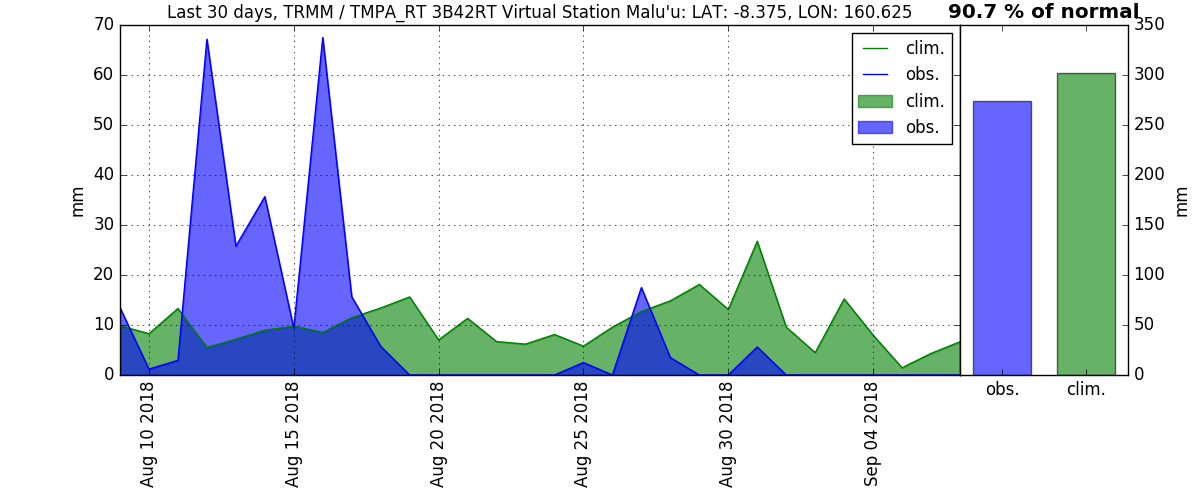 Last 30 days, TRMM / TMPA_RT 3B42RT Virtual Station Malu'u: LAT: -8.375, LON: 160.625
90.7 % of normal
70
60
50
40
30
20
10
0
mm
clim.
obs.
clim.
obs.
350
300
250
200
150
100
50
0
mm
Aug 10 2018
Aug 15 2018
Aug 20 2018
Aug 25 2018
Aug 30 2018
Sep 04 2018
obs.
clim.